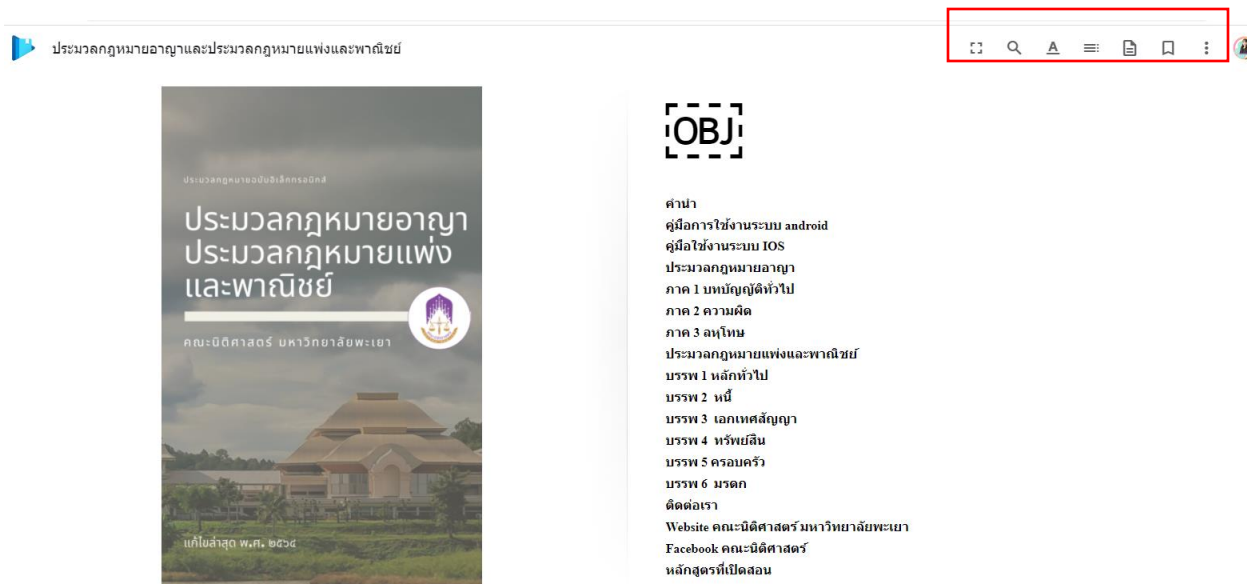 ประมวลกฎหมายอาญาและประมวลกฎหมายแพ่งและพาณิชย์
A
ประมวลกฎหมายฉบับอิเล็กทรอนิกส์
ประมวลกฎหมายอาญา
ประมวลกฎหมายแพ่ง
และพาณิชย์
คณะนิติศาสตร์ มหาวิทยาลัยพะเยา
แก้ไขล่าสุด พ.ศ. ๒๕๖๔
OBJ
คำนำ
คู่มือการใช้งานระบบ android
คู่มือใช้งานระบบ IOS
ประมวลกฎหมายอาญา
ภาค 1 บทบัญญัติทั่วไป
ภาค 2 ความผิด
ภาค 3 ลหุโทษ
ประมวลกฎหมายแพ่งและพาณิชย์
บรรพ 1 หลักทั่วไป
บรรพ 2 หนี้
บรรพ 3 เอกเทศสัญญา
บรรพ 4 ทรัพย์สิน
บรรพ 5 ครอบครัว
บรรพ 6 มรดก
ติดต่อเรา
Website คณะนิติศาสตร์ มหาวิทยาลัยพะเยา
Facebook คณะนิติศาสตร์
หลักสูตรที่เปิดสอน